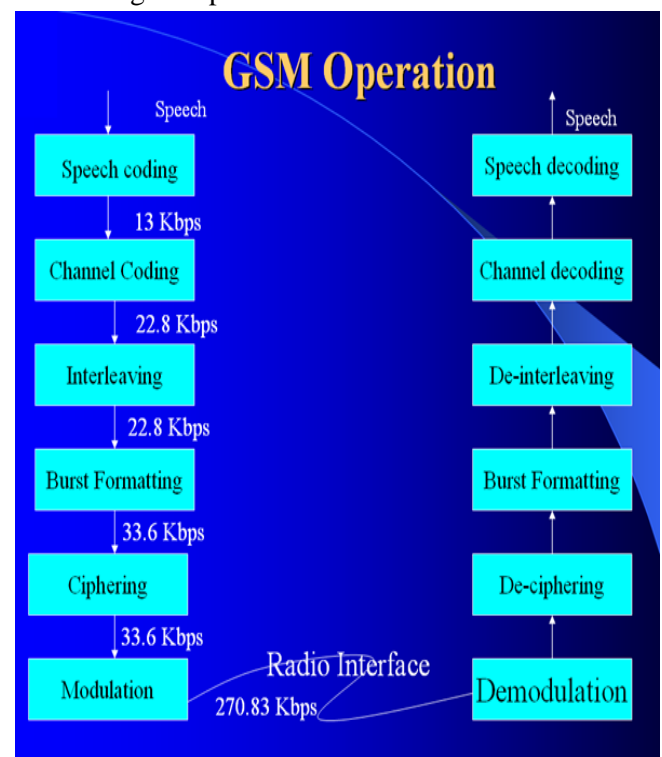 GSM Operation
Speech
Speech coding
13 Kbps
Channel Coding
22.8 Kbps
Interleaving
22.8 Kbps
Burst Formatting
33.6 Kbps
Ciphering
33.6 Kbps
Modulation
Radio Interface
270.83 Kbps
Demodulation
De-ciphering
Burst Formatting
De-interleaving
Channel decoding
Speech decoding
Speech